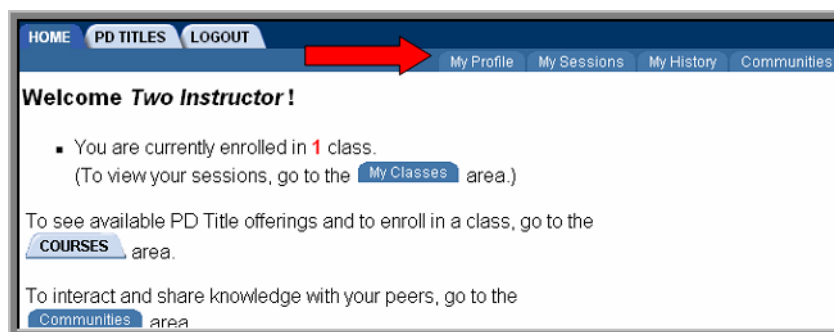 HOME PD TITLES LOGOUT
My Profile My Sessions My History Communities
Welcome Two Instructor !
You are currently enrolled in 1 class.
(To view your sessions, go to the My Classes area.)
To see available PD Title offerings and to enroll in a class, go to the
COURSES area.
To interact and share knowledge with your peers, go to the
Communities area